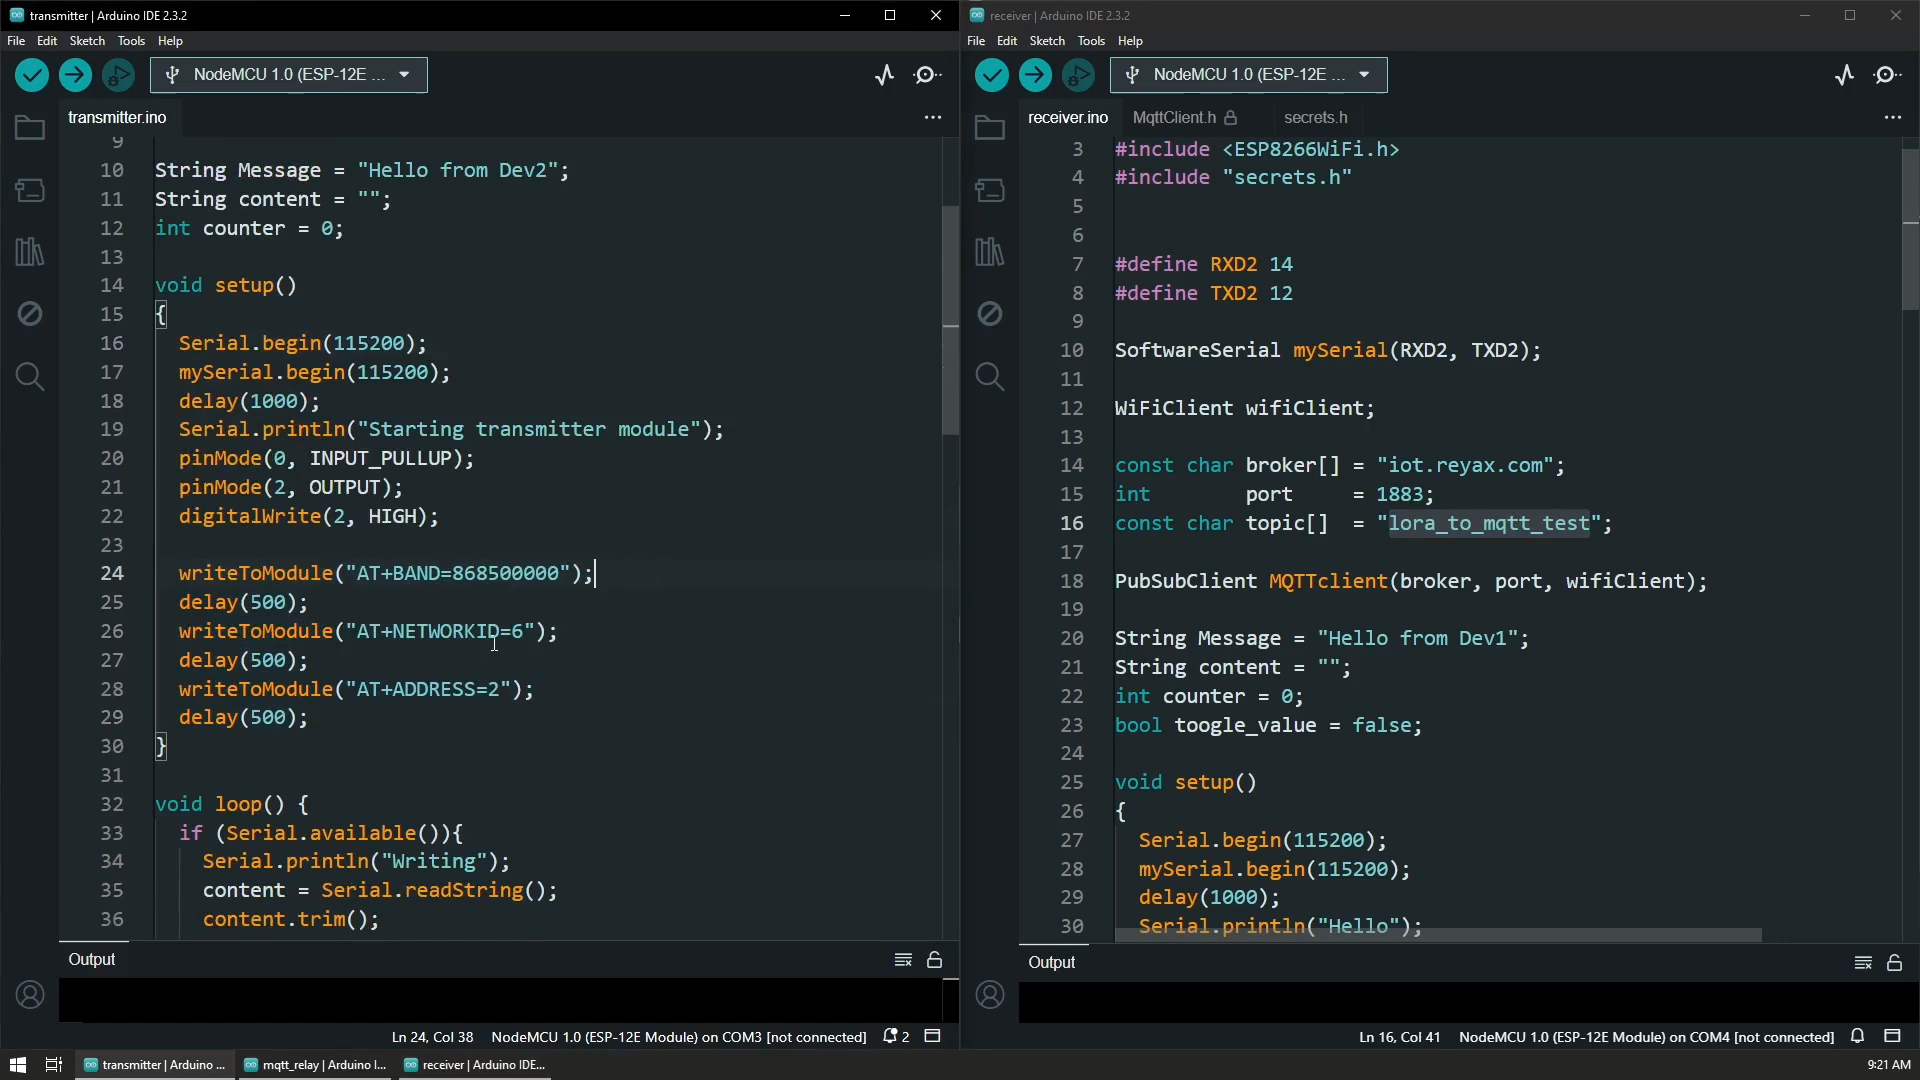 transmitter | Arduino IDE 2.3.2
File Edit Sketch Tools Help
NodeMCU 1.0 (ESP-12E ...
transmitter.ino
9
10 String Message = "Hello from Dev2";
11 String content = "";
12 int counter = 0;
13
14 void setup()
15 {
16 Serial.begin(115200);
17 mySerial.begin(115200);
18 delay(1000);
19 Serial.println("Starting transmitter module");
20 pinMode(0, INPUT_PULLUP);
21 pinMode(2, OUTPUT);
22 digitalWrite(2, HIGH);
23
24 writeToModule("AT+BAND=868500000");
25 delay(500);
26 writeToModule("AT+NETWORKID=6");
27 delay(500);
28 writeToModule("AT+ADDRESS=2");
29 delay(500);
30 }
31
32 void loop() {
33 if (Serial.available()){
34 Serial.println("Writing");
35 content = Serial.readString();
36 content.trim();
Output
Ln 24, Col 38 NodeMCU 1.0 (ESP-12E Module) on COM3 [not connected] 2
receiver | Arduino IDE 2.3.2
File Edit Sketch Tools Help
NodeMCU 1.0 (ESP-12E ...
receiver.ino MqttClient.h secrets.h
3 #include <ESP8266WiFi.h>
4 #include "secrets.h"
5
6
7 #define RXD2 14
8 #define TXD2 12
9
10 SoftwareSerial mySerial(RXD2, TXD2);
11
12 WiFiClient wifiClient;
13
14 const char broker[] = "iot.reyax.com";
15 int port = 1883;
16 const char topic[] = "lora_to_mqtt_test";
17
18 PubSubClient MQTTclient(broker, port, wifiClient);
19
20 String Message = "Hello from Dev1";
21 String content = "";
22 int counter = 0;
23 bool toogle_value = false;
24
25 void setup()
26 {
27 Serial.begin(115200);
28 mySerial.begin(115200);
29 delay(1000);
30 Serial.println("Hello");
Output
Ln 16, Col 41 NodeMCU 1.0 (ESP-12E Module) on COM4 [not connected]
transmitter | Arduino ... mqtt_relay | Arduino I... receiver | Arduino IDE...
9:21 AM